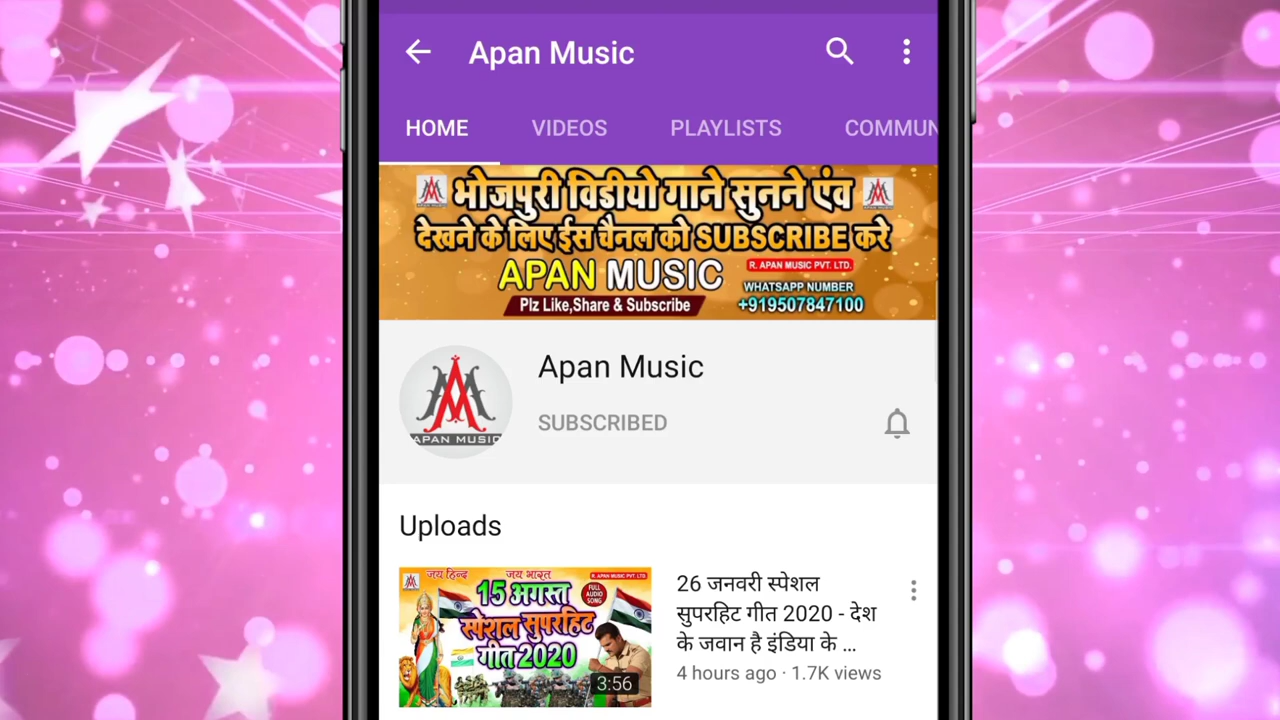 Apan Music
HOME VIDEOS PLAYLISTS COMMUN
भोजपुरी विडीयो गाने सुनने एंव
देखने के लिए ईस चैनल को SUBSCRIBE करे
APAN MUSIC
R. APAN MUSIC PVT. LTD.
WHATSAPP NUMBER
Plz Like,Share & Subscribe
+919507847100
Apan Music
SUBSCRIBED
APAN MUSIC
Uploads
जय हिन्द जय भारत
R. APAN MUSIC PVT. LTD
15 अगस्त
FULL
AUDIO
SONG
स्पेशल सुपरहिट
गीत 2020
3:56
26 जनवरी स्पेशल
सुपरहिट गीत 2020 - देश
के जवान है इंडिया के ...
4 hours ago · 1.7K views